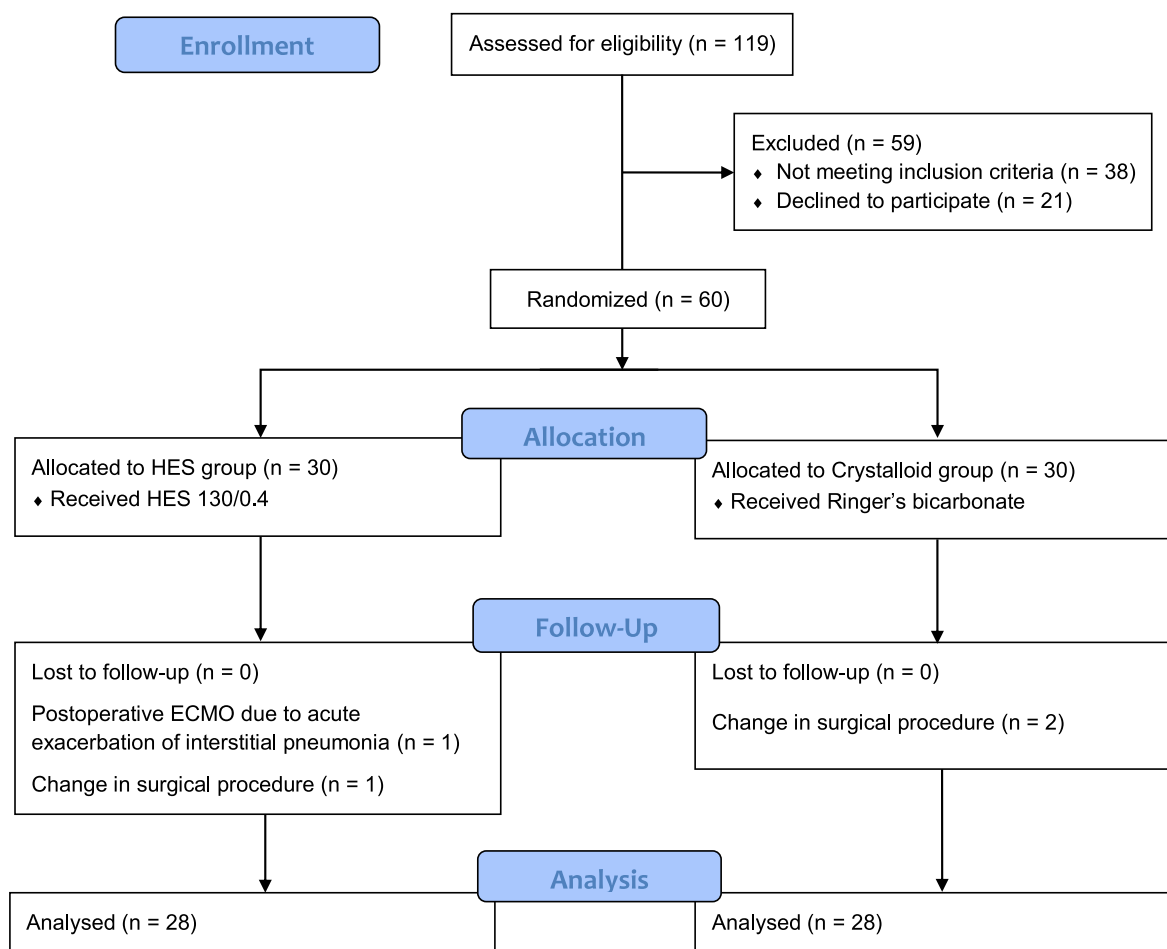 Enrollment
Assessed for eligibility (n = 119)
Excluded (n = 59)
♦ Not meeting inclusion criteria (n = 38)
♦ Declined to participate (n = 21)
Randomized (n = 60)
Allocation
Allocated to HES group (n = 30)
♦ Received HES 130/0.4
Allocated to Crystalloid group (n = 30)
♦ Received Ringer's bicarbonate
Follow-Up
Lost to follow-up (n = 0)
Postoperative ECMO due to acute
exacerbation of interstitial pneumonia (n = 1)
Change in surgical procedure (n = 1)
Lost to follow-up (n = 0)
Change in surgical procedure (n = 2)
Analysis
Analysed (n = 28)
Analysed (n = 28)